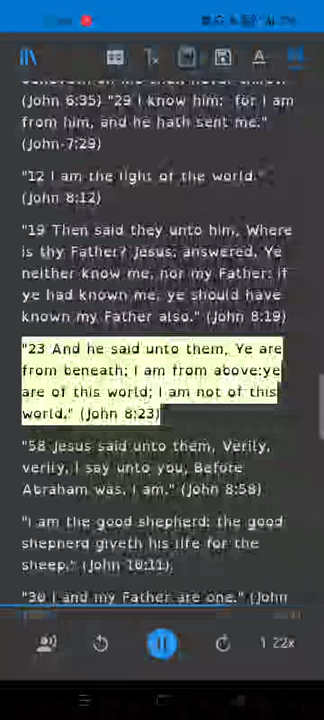 (John 6:35) "29 I know him: for I am
from him, and he hath sent me."
(John-7:29)
"12 I am the light of the world."
(John 8:12)
"19 Then said they unto him, Where
is thy Father? Jesus, answered, Ye
neither know me, nor my Father: if
ye had known me, ye should have
known my Father also." (John 8:19)
"23 And he said unto them, Ye are
from beneath; I am from above:ye
are of this world; I am not of this
world." (John 8:23)
"58 Jesus said unto them, Verily,
verily, I say unto you, Before
Abraham was, I am." (John 8:58)
"I am the good shepherd: the good
shepherd giveth his life for the
sheep." (John 10:11)
"30 I and my Father are one." (John
1.22x